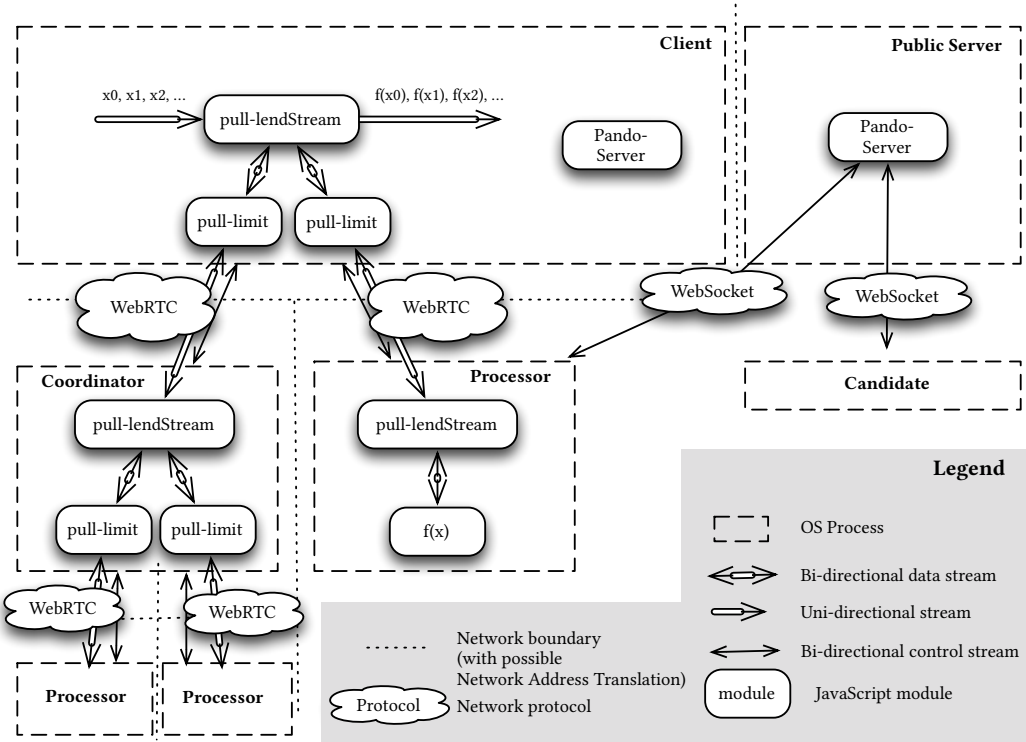 Client
Public Server
x0, x1, x2, ...
f(x0), f(x1), f(x2), ...
pull-lendStream
Pando-
Server
Pando-
Server
pull-limit
pull-limit
WebRTC
WebRTC
WebSocket
WebSocket
Coordinator
Processor
Candidate
pull-lendStream
pull-lendStream
pull-limit
pull-limit
f(x)
WebRTC
WebRTC
Processor
Processor
Legend
OS Process
Bi-directional data stream
Uni-directional stream
Bi-directional control stream
module
JavaScript module
Network boundary
(with possible
Network Address Translation)
Protocol
Network protocol